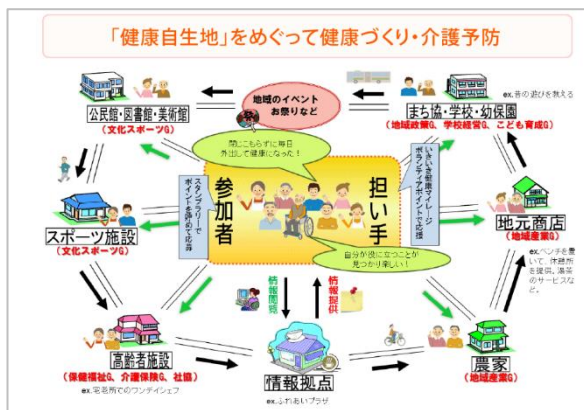 「健康自生地」をめぐって健康づくり・介護予防
公民館・図書館・美術館
(文化スポーツG)
地域のイベント
お祭りなど
ex.昔の遊びを教える
まち協・学校・幼保園
(地域政策G、学校経営G、こども育成G)
閉じこもらずに毎日
外出して健康になった！
スタンプラリーで
ポイントを貯めて応募
参加者
担い手
いきいき健康マイレージ
ボランティアポイントで応援
自分が役に立つことが
見つかり楽しい！
スポーツ施設
(文化スポーツG)
地元商店
(地域産業G)
ex.ベンチを置
いて、休憩所
を提供、湯茶
のサービスな
ど。
情報閲覧
情報提供
高齢者施設
(保健福祉G、介護保険G、社協)
ex.宅老所でのワンデイシェフ
情報拠点
ex.ふれあいプラザ
農家
(地域産業G)